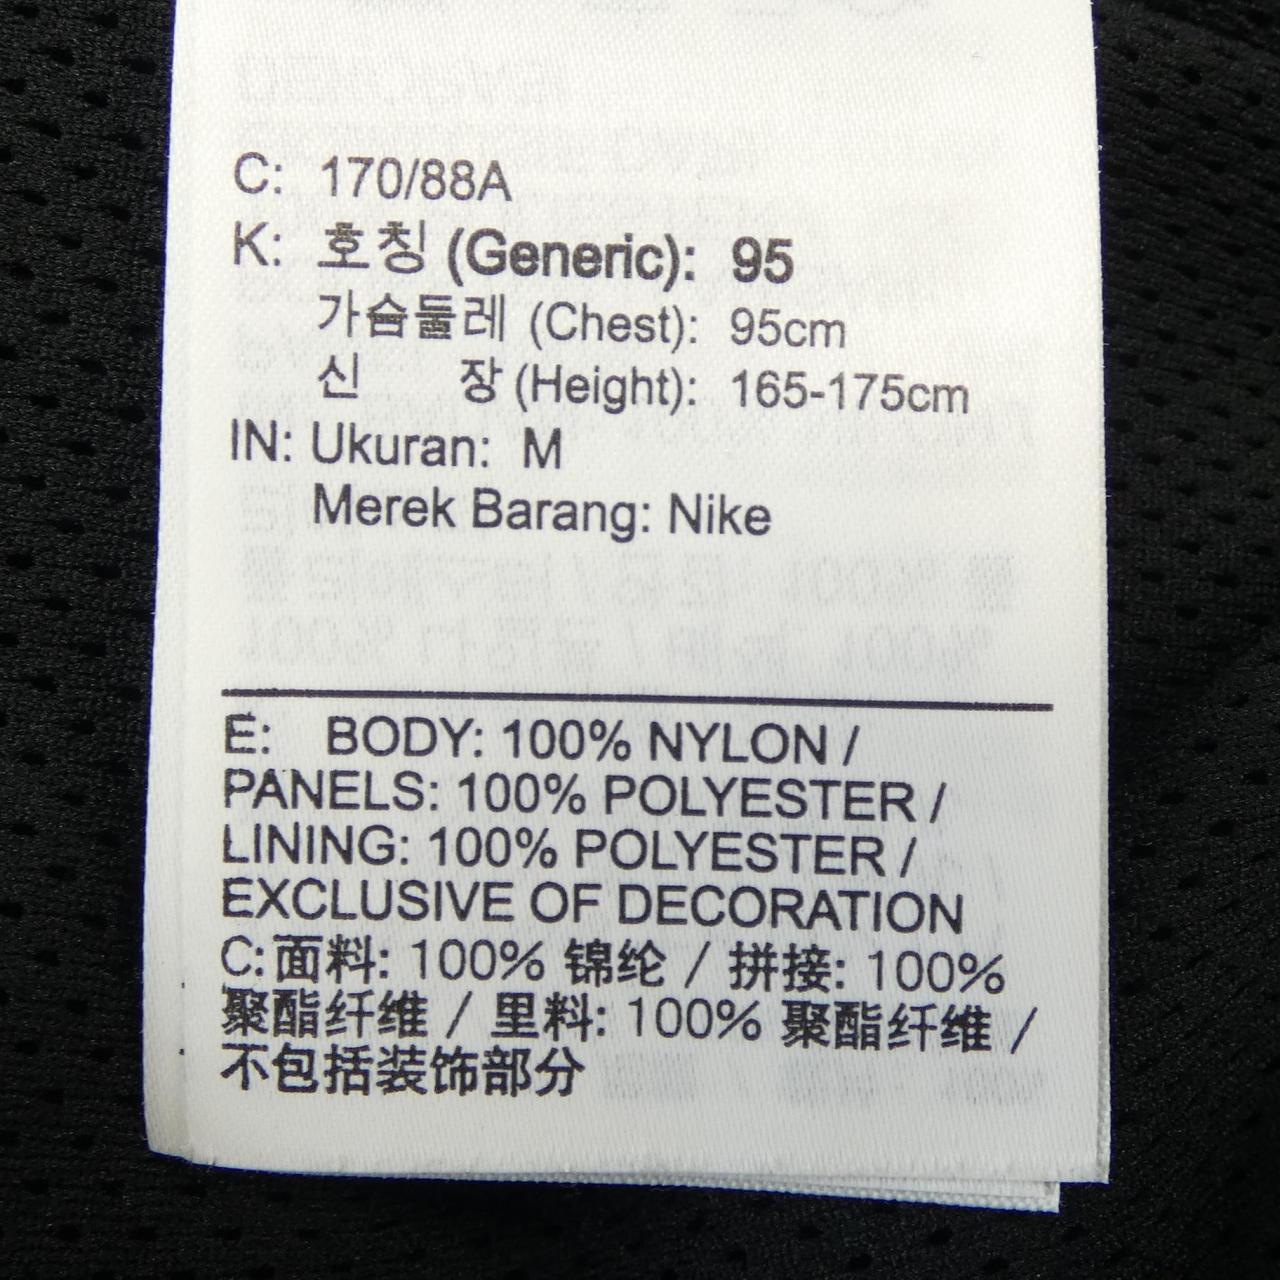 C: 170/88A
K: 호칭 (Generic): 95
가슴둘레 (Chest): 95cm
신 장 (Height): 165-175cm
IN: Ukuran: M
Merek Barang: Nike
E: BODY: 100% NYLON /
PANELS: 100% POLYESTER /
LINING: 100% POLYESTER /
EXCLUSIVE OF DECORATION
C:面料: 100% 锦纶 / 拼接: 100%
聚酯纤维 / 里料: 100% 聚酯纤维 /
不包括装饰部分